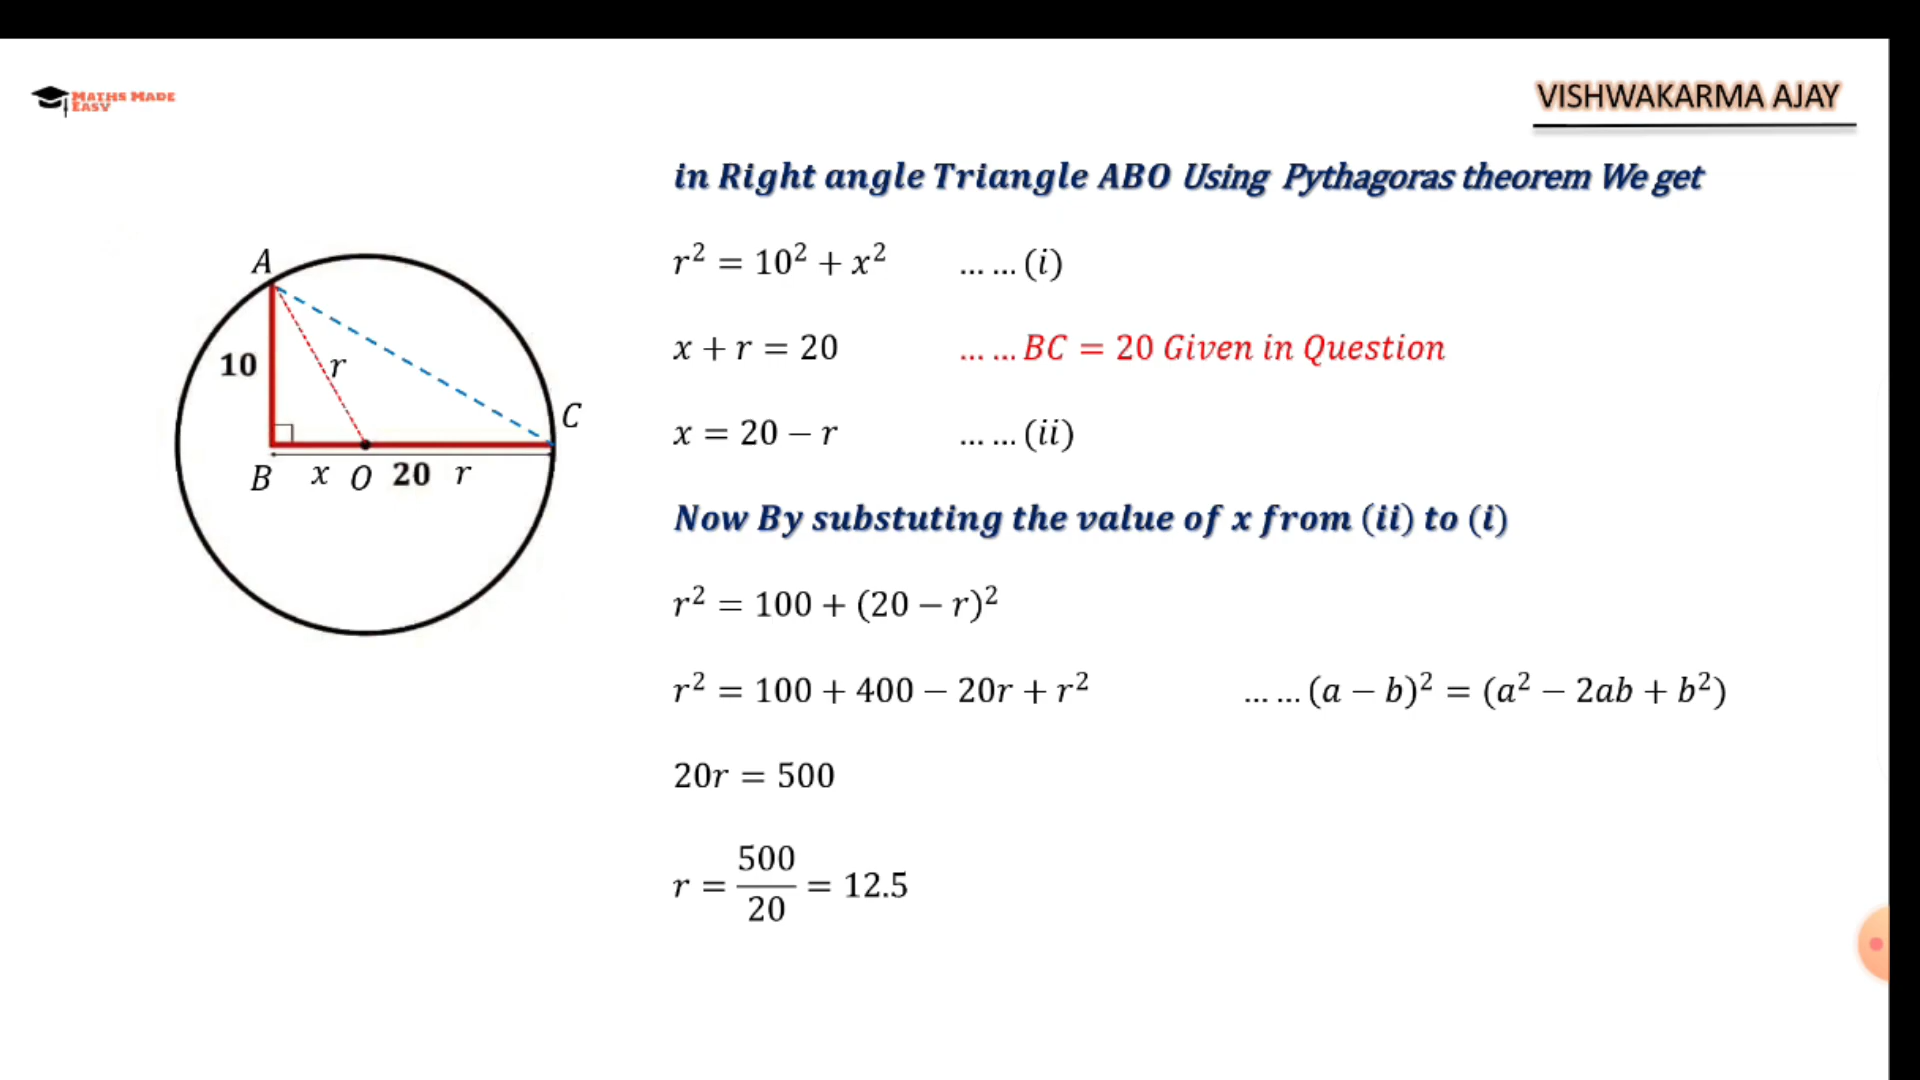 MATHS MADE
EASY
VISHWAKARMA AJAY
in Right angle Triangle ABO Using Pythagoras theorem We get
r² = 10² + x² ... ... (i)
x + r = 20 ... ... BC = 20 Given in Question
x = 20 − r ... ... (ii)
Now By substuting the value of x from (ii) to (i)
r² = 100 + (20 − r)²
r² = 100 + 400 − 20r + r² ... ... (a − b)² = (a² − 2ab + b²)
20r = 500
r = 500/20 = 12.5
A
10
r
C
B x O 20 r